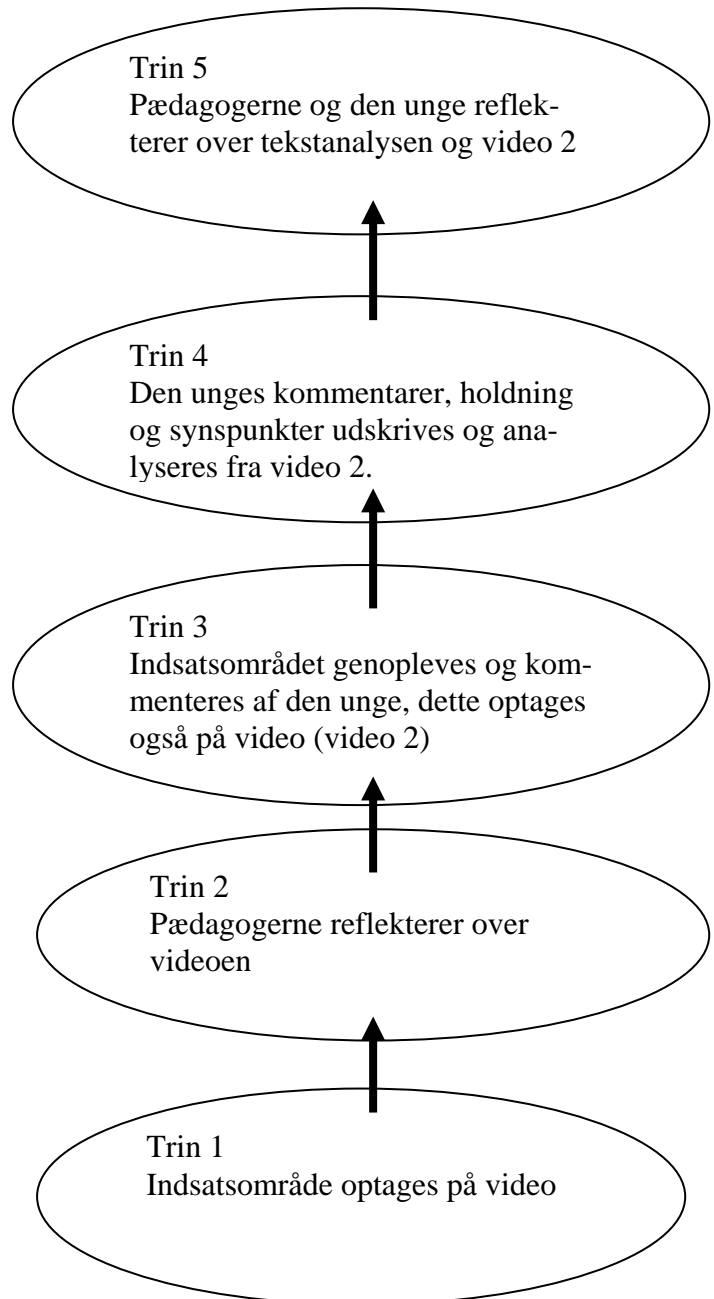 Trin 5
Pædagogerne og den unge reflek-
terer over tekstanalysen og video 2
Trin 4
Den unges kommentarer, holdning
og synspunkter udskrives og ana-
lyseres fra video 2.
Trin 3
Indsatsområdet genopleves og kom-
menteres af den unge, dette optages
også på video (video 2)
Trin 2
Pædagogerne reflekterer over
videoen
Trin 1
Indsatsområde optages på video